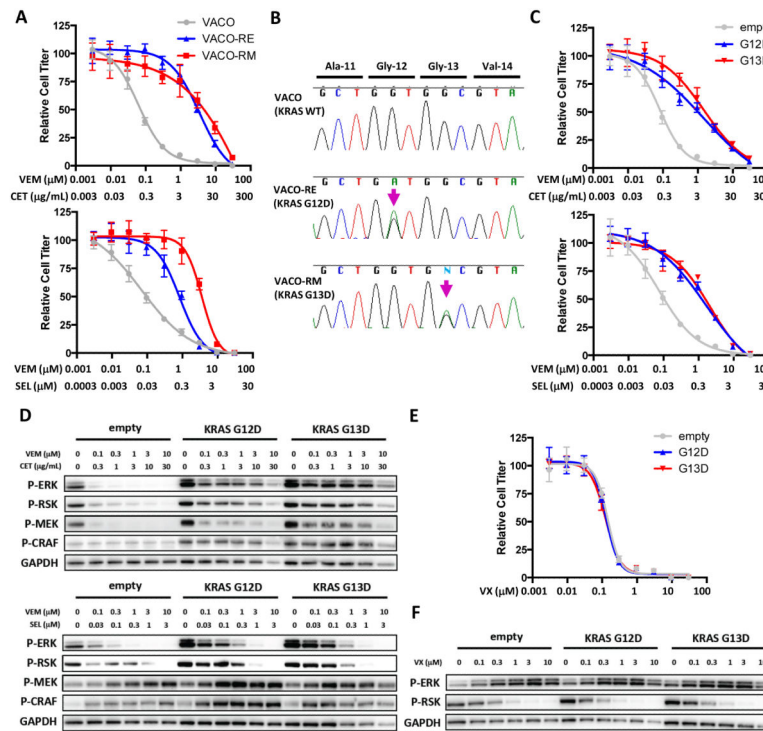 A
VACO
VACO-RE
VACO-RM
Relative Cell Titer
125
100
75
50
25
0
VEM (μM) 0.001 0.01 0.1 1 10 100
CET (μg/mL) 0.003 0.03 0.3 3 30 300
Relative Cell Titer
125
100
75
50
25
0
VEM (μM) 0.001 0.01 0.1 1 10 100
SEL (μM) 0.0003 0.003 0.03 0.3 3 30
B
Ala-11 Gly-12 Gly-13 Val-14
VACO
(KRAS WT)
G C T G G T G G C G T A
VACO-RE
(KRAS G12D)
G C T G A T G G C G T A
VACO-RM
(KRAS G13D)
G C T G G T G N C G T A
C
empty
G12D
G13D
Relative Cell Titer
125
100
75
50
25
0
VEM (μM) 0.001 0.01 0.1 1 10
CET (μg/mL) 0.003 0.03 0.3 3 30
Relative Cell Titer
125
100
75
50
25
0
VEM (μM) 0.001 0.01 0.1 1 10
SEL (μM) 0.0003 0.003 0.03 0.3 3
D
empty KRAS G12D KRAS G13D
VEM (μM) 0 0.1 0.3 1 3 10 0 0.1 0.3 1 3 10 0 0.1 0.3 1 3 10
CET (μg/mL) 0 0.3 1 3 10 30 0 0.3 1 3 10 30 0 0.3 1 3 10 30
P-ERK
P-RSK
P-MEK
P-CRAF
GAPDH
empty KRAS G12D KRAS G13D
VEM (μM) 0 0.1 0.3 1 3 10 0 0.1 0.3 1 3 10 0 0.1 0.3 1 3 10
SEL (μM) 0 0.03 0.1 0.3 1 3 0 0.03 0.1 0.3 1 3 0 0.03 0.1 0.3 1 3
P-ERK
P-RSK
P-MEK
P-CRAF
GAPDH
E
empty
G12D
G13D
Relative Cell Titer
125
100
75
50
25
0
VX (μM) 0.001 0.01 0.1 1 10 100
F
empty KRAS G12D KRAS G13D
VX (μM) 0 0.1 0.3 1 3 10 0 0.1 0.3 1 3 10 0 0.1 0.3 1 3 10
P-ERK
P-RSK
GAPDH